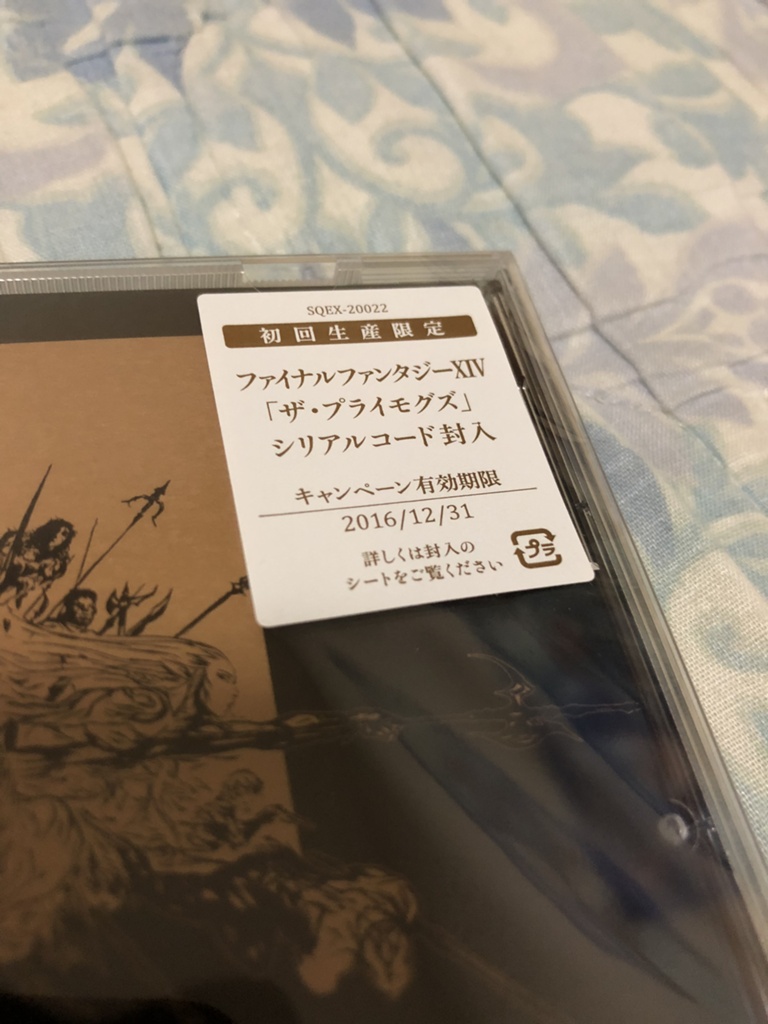 SQEX-20022
初回生産限定
ファイナルファンタジーXIV
「ザ・プライモグズ」
シリアルコード封入
キャンペーン有効期限
2016/12/31
詳しくは封入の
シートをご覧ください
プラ